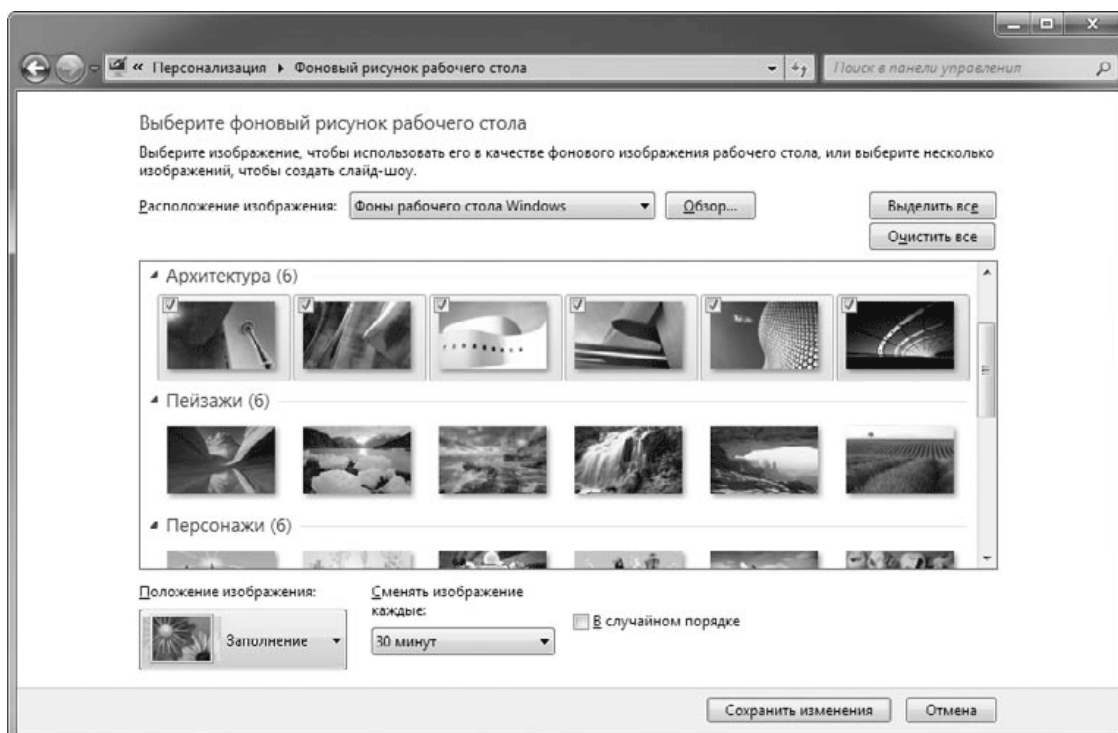 « Персонализация ▸ Фоновый рисунок рабочего стола
Поиск в панели управления
Выберите фоновый рисунок рабочего стола
Выберите изображение, чтобы использовать его в качестве фонового изображения рабочего стола, или выберите несколько
изображений, чтобы создать слайд-шоу.
Расположение изображения: Фоны рабочего стола Windows Обзор... Выделить все
Очистить все
Архитектура (6)
Пейзажи (6)
Персонажи (6)
Положение изображения:
Заполнение
Сменять изображение
каждые:
30 минут
В случайном порядке
Сохранить изменения Отмена